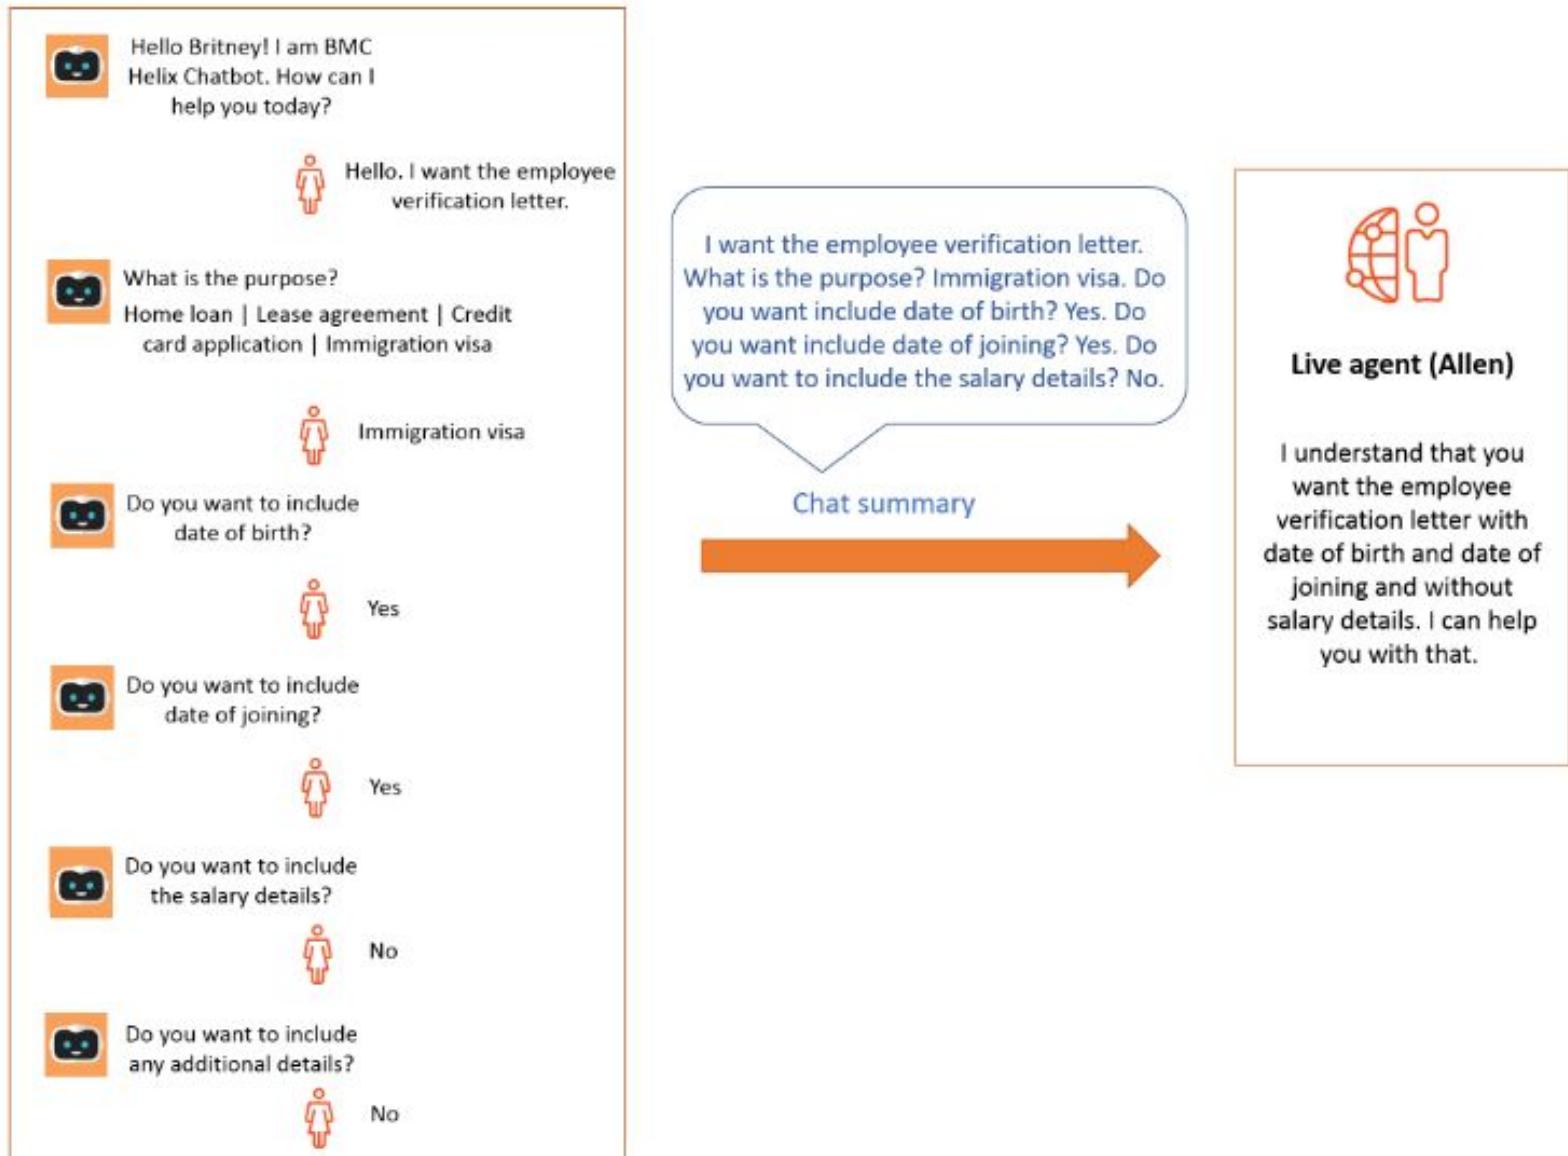 Hello Britney! I am BMC
Helix Chatbot. How can I
help you today?
Hello. I want the employee
verification letter.
What is the purpose?
Home loan | Lease agreement | Credit
card application | Immigration visa
Immigration visa
Do you want to include
date of birth?
Yes
Do you want to include
date of joining?
Yes
Do you want to include
the salary details?
No
Do you want to include
any additional details?
No
I want the employee verification letter.
What is the purpose? Immigration visa. Do
you want include date of birth? Yes. Do
you want include date of joining? Yes. Do
you want to include the salary details? No.
Chat summary
Live agent (Allen)
I understand that you
want the employee
verification letter with
date of birth and date of
joining and without
salary details. I can help
you with that.